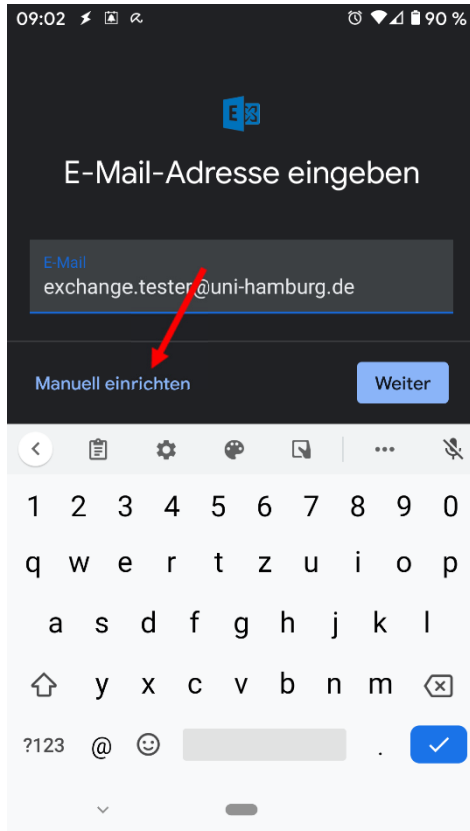 09:02 90 %
E
E-Mail-Adresse eingeben
E-Mail
exchange.tester@uni-hamburg.de
Manuell einrichten Weiter
1 2 3 4 5 6 7 8 9 0
q w e r t z u i o p
a s d f g h j k l
y x c v b n m
?123 @ .